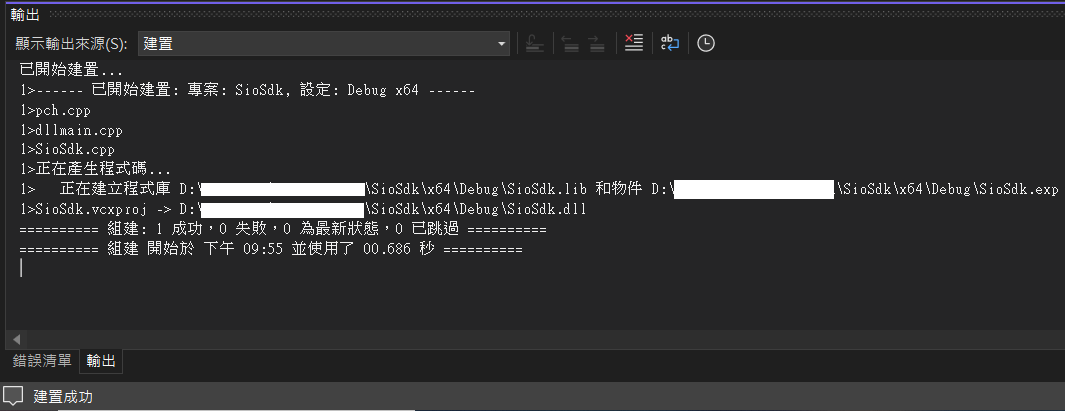 輸出
顯示輸出來源(S): 建置
已開始建置...
1>------ 已開始建置: 專案: SioSdk, 設定: Debug x64 ------
1>pch.cpp
1>dllmain.cpp
1>SioSdk.cpp
1>正在產生程式碼...
1>   正在建立程式庫 D:\ \SioSdk\x64\Debug\SioSdk.lib 和物件 D:\ \SioSdk\x64\Debug\SioSdk.exp
1>SioSdk.vcxproj -> D:\ \SioSdk\x64\Debug\SioSdk.dll
========== 組建: 1 成功，0 失敗，0 為最新狀態，0 已跳過 ==========
========== 組建 開始於 下午 09:55 並使用了 00.686 秒 ==========
錯誤清單 輸出
建置成功